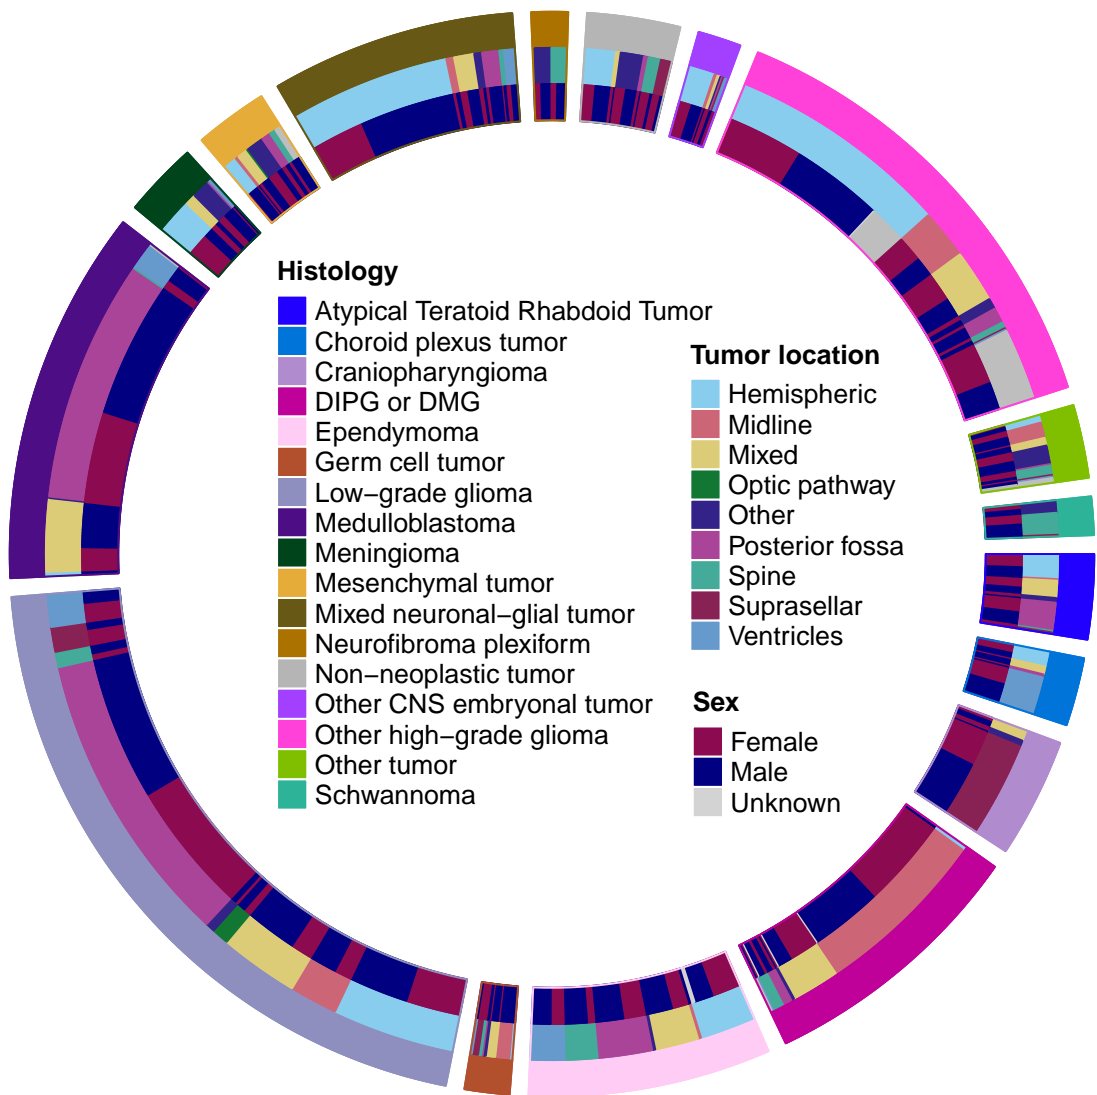 Histology
Atypical Teratoid Rhabdoid Tumor
Choroid plexus tumor
Craniopharyngioma
DIPG or DMG
Ependymoma
Germ cell tumor
Low−grade glioma
Medulloblastoma
Meningioma
Mesenchymal tumor
Mixed neuronal−glial tumor
Neurofibroma plexiform
Non−neoplastic tumor
Other CNS embryonal tumor
Other high−grade glioma
Other tumor
Schwannoma
Tumor location
Hemispheric
Midline
Mixed
Optic pathway
Other
Posterior fossa
Spine
Suprasellar
Ventricles
Sex
Female
Male
Unknown